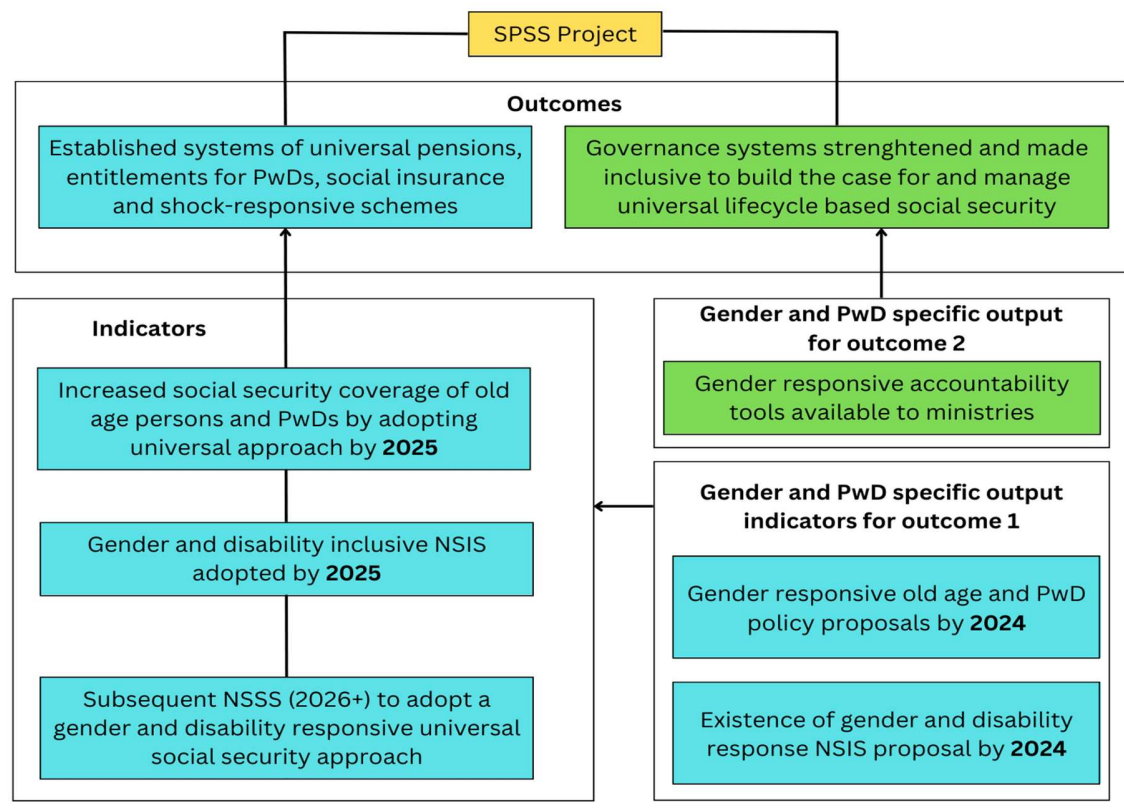 SPSS Project
Outcomes
Established systems of universal pensions,
entitlements for PwDs, social insurance
and shock-responsive schemes
Governance systems strenghtened and made
inclusive to build the case for and manage
universal lifecycle based social security
Indicators
Increased social security coverage of old
age persons and PwDs by adopting
universal approach by 2025
Gender and disability inclusive NSIS
adopted by 2025
Subsequent NSSS (2026+) to adopt a
gender and disability responsive universal
social security approach
Gender and PwD specific output
for outcome 2
Gender responsive accountability
tools available to ministries
Gender and PwD specific output
indicators for outcome 1
Gender responsive old age and PwD
policy proposals by 2024
Existence of gender and disability
response NSIS proposal by 2024